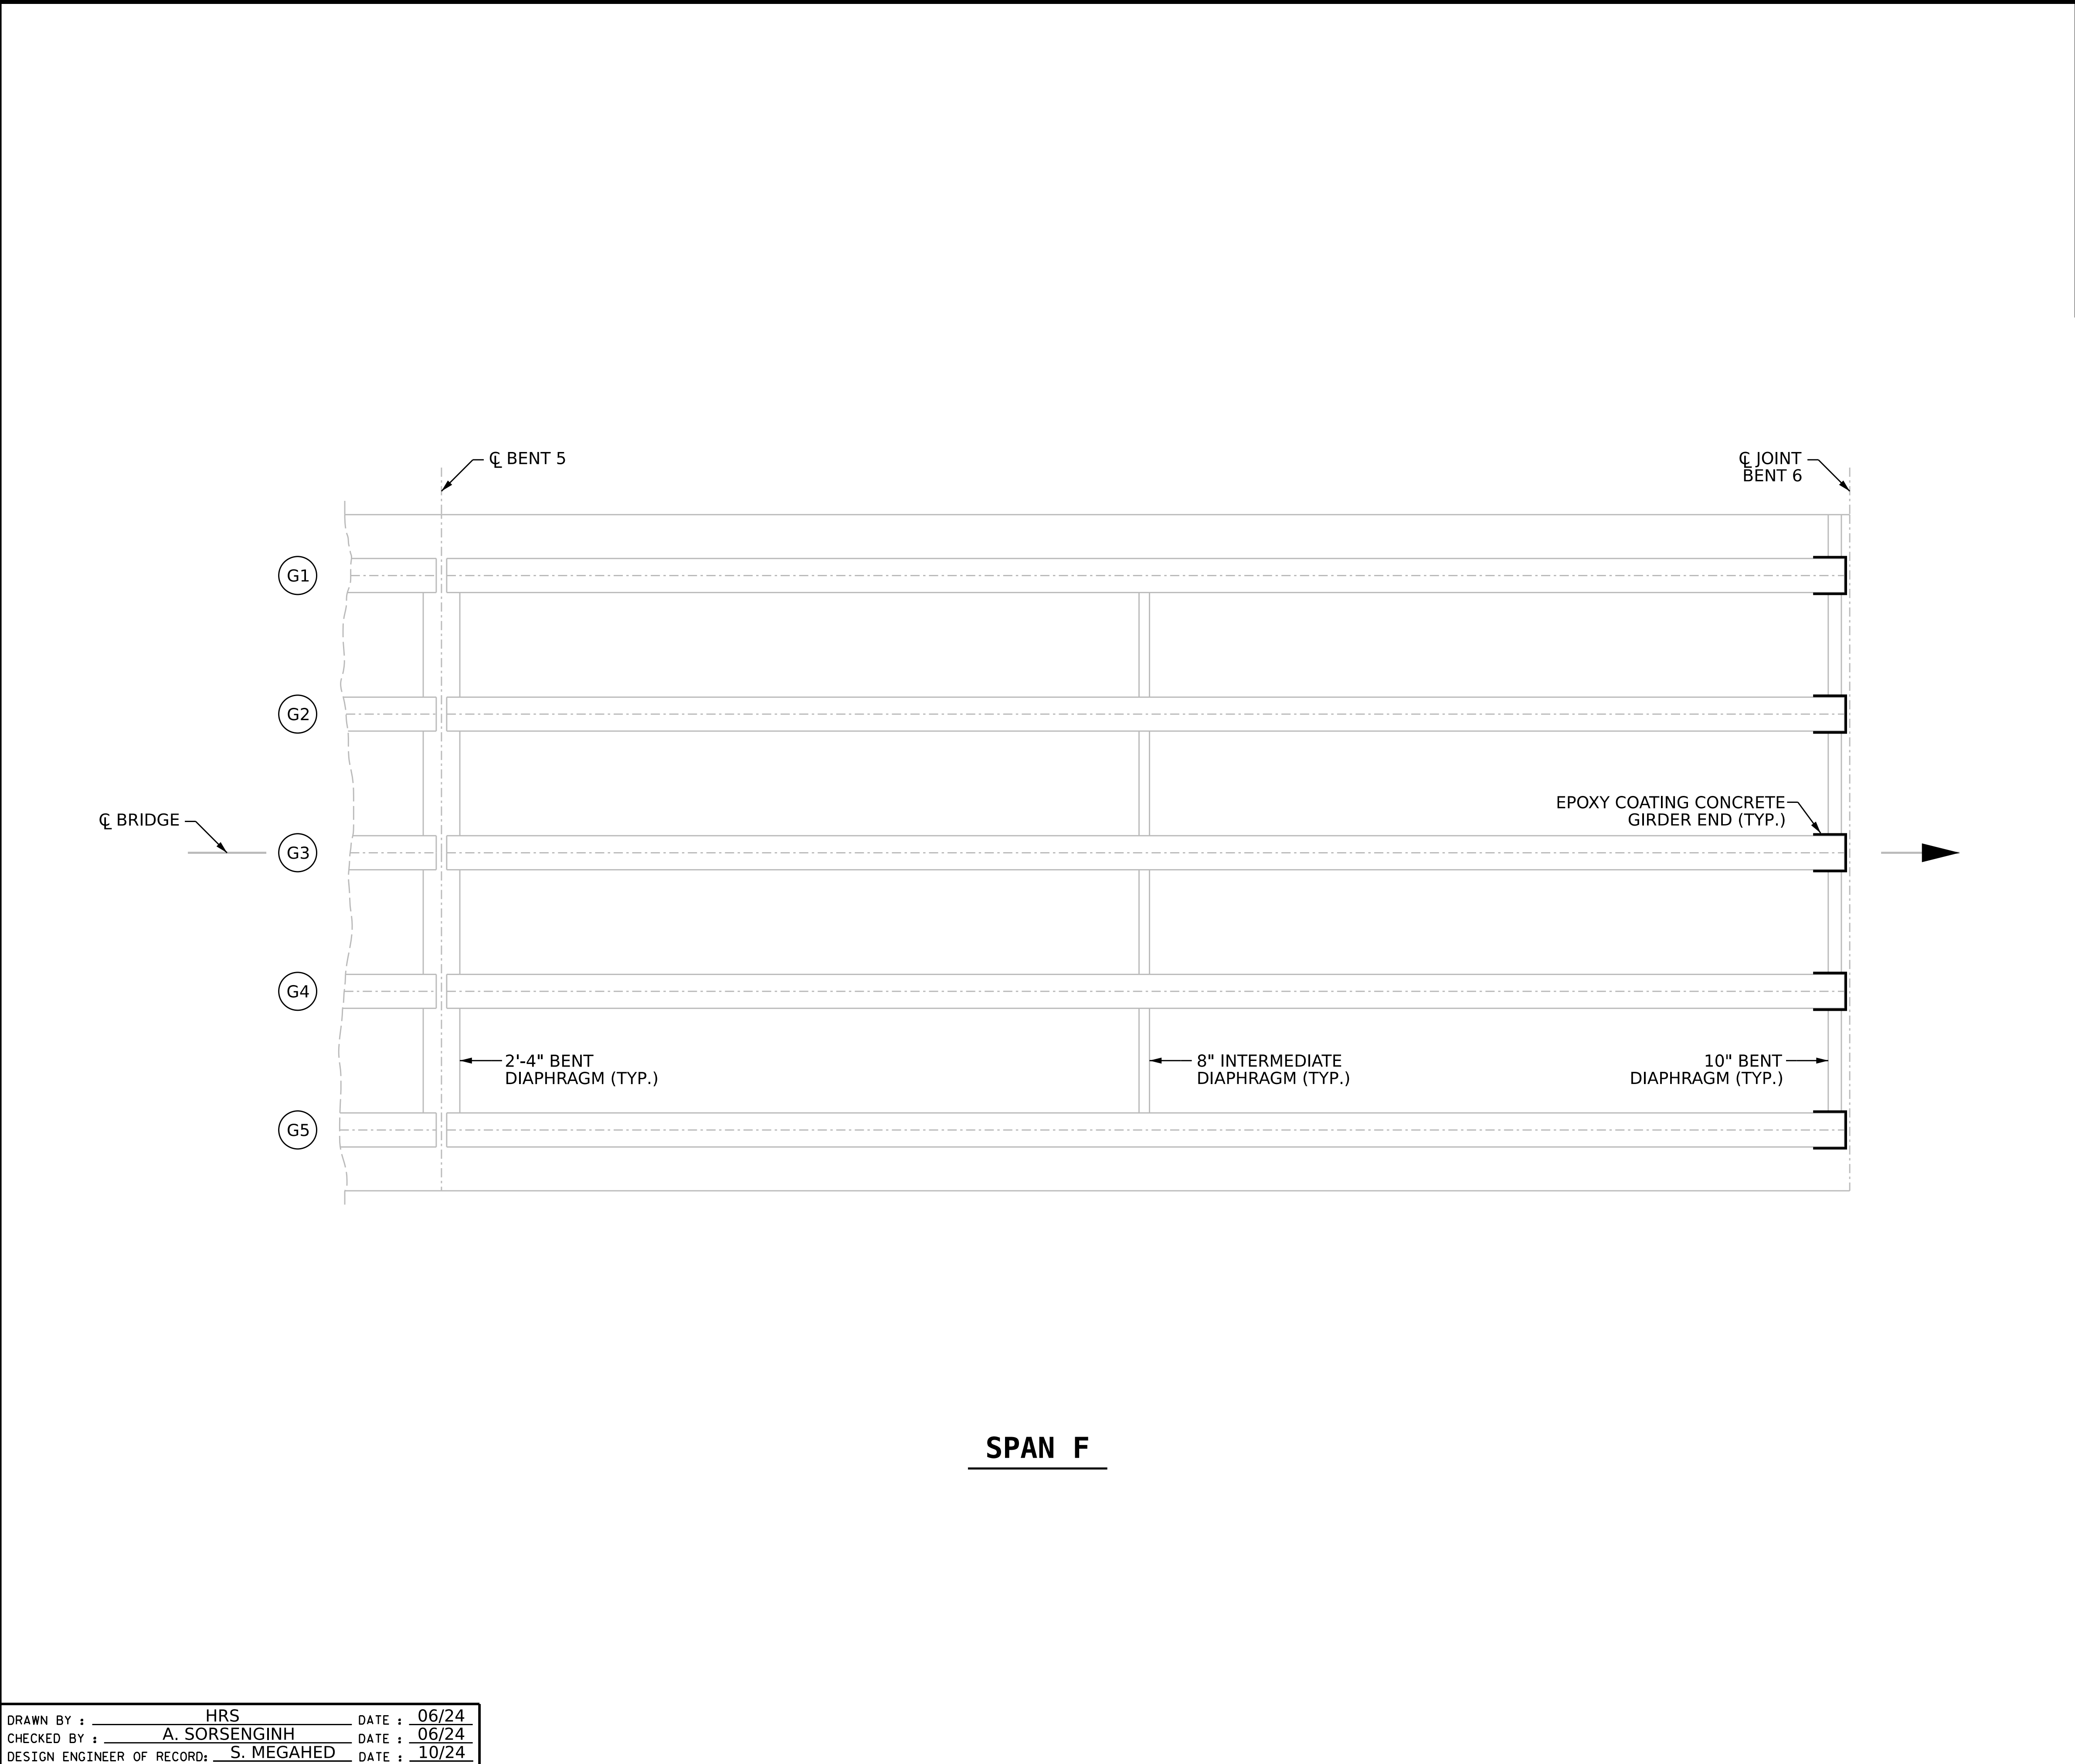 ℄ BENT 5
℄ JOINT
BENT 6
G1
G2
EPOXY COATING CONCRETE
GIRDER END (TYP.)
℄ BRIDGE
G3
G4
2'-4" BENT
DIAPHRAGM (TYP.)
8" INTERMEDIATE
DIAPHRAGM (TYP.)
10" BENT
DIAPHRAGM (TYP.)
G5
SPAN F
DRAWN BY : HRS DATE : 06/24
CHECKED BY : A. SORSENGINH DATE : 06/24
DESIGN ENGINEER OF RECORD: S. MEGAHED DATE : 10/24